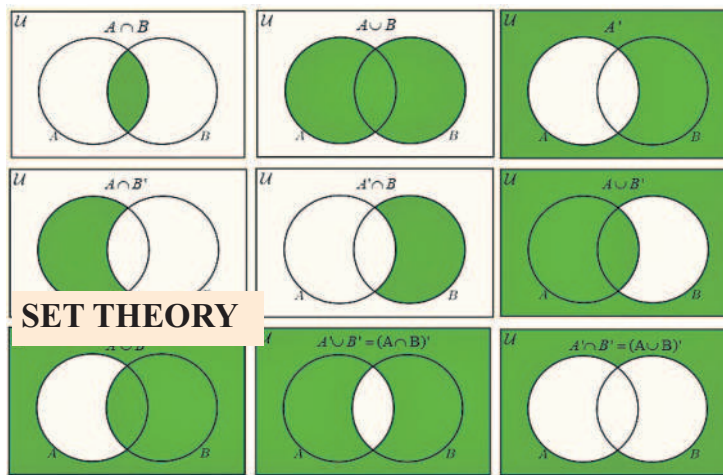 𝒰
A∩B
A
B
𝒰
A∪B
A
B
𝒰
A'
A
B
𝒰
A∩B'
𝒰
A'∩B
A
B
𝒰
A∪B'
A
B
SET THEORY
A
B
𝒰
A'∪B' = (A∩B)'
A
B
𝒰
A'∩B' = (A∪B)'
A
B